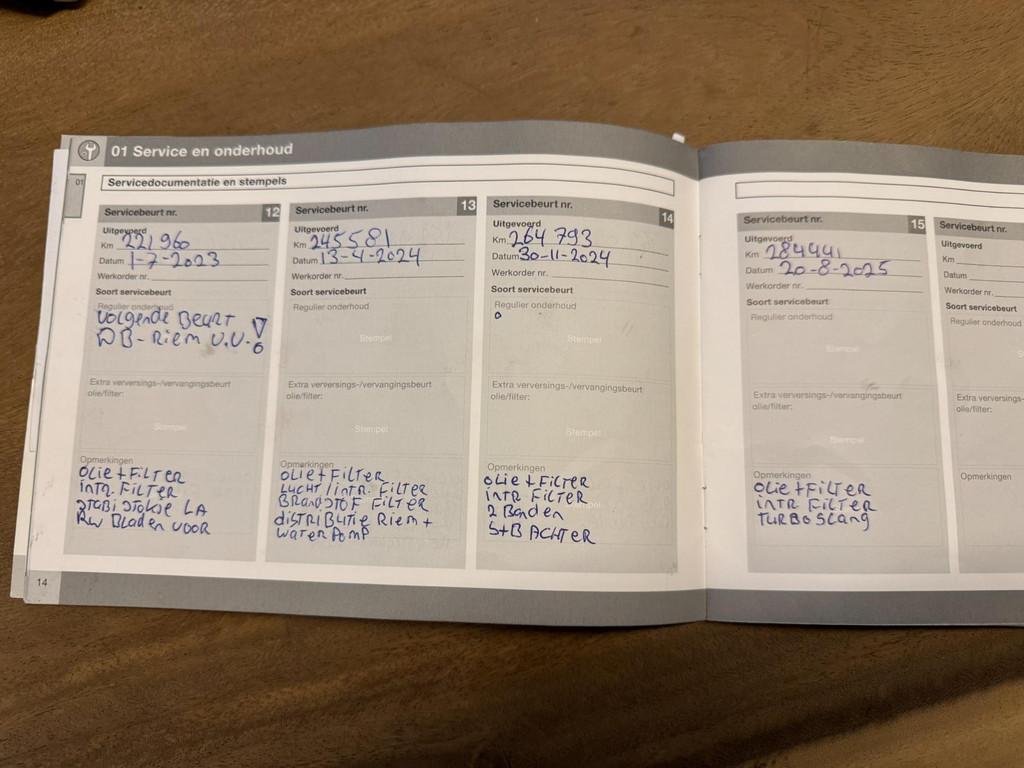 01 Service en onderhoud
01
Servicedocumentatie en stempels
Servicebeurt nr. 12
Uitgevoerd
Km 221960
Datum 1-7-2023
Werkorder nr.
Soort servicebeurt
Regulier onderhoud
Volgende Beurt
DB-Riem V.V.!
Extra verversings-/vervangingsbeurt
olie/filter:
Stempel
Opmerkingen
Olie + Filter
intr. Filter
Stabistokje LA
RW Bladen voor
Servicebeurt nr. 13
Uitgevoerd
Km 245581
Datum 13-4-2024
Werkorder nr.
Soort servicebeurt
Regulier onderhoud
Stempel
Extra verversings-/vervangingsbeurt
olie/filter:
Stempel
Opmerkingen
Olie + Filter
Lucht / intr. Filter
Brandstof Filter
distributie Riem +
waterpomp
Servicebeurt nr. 14
Uitgevoerd
Km 264793
Datum 30-11-2024
Werkorder nr.
Soort servicebeurt
Regulier onderhoud
Stempel
Extra verversings-/vervangingsbeurt
olie/filter:
Stempel
Opmerkingen
Olie + Filter
intr Filter
2 Banden
S+B Achter
14
Servicebeurt nr. 15
Uitgevoerd
Km 284441
Datum 20-8-2025
Werkorder nr.
Soort servicebeurt
Regulier onderhoud
Stempel
Extra verversings-/vervangingsbeurt
olie/filter:
Stempel
Opmerkingen
Olie + Filter
intr Filter
Turboslang
Servicebeurt nr.
Uitgevoerd
Km
Datum
Werkorder nr.
Soort servicebeurt
Regulier onderhoud
Extra verversings-
olie/filter:
Opmerkingen